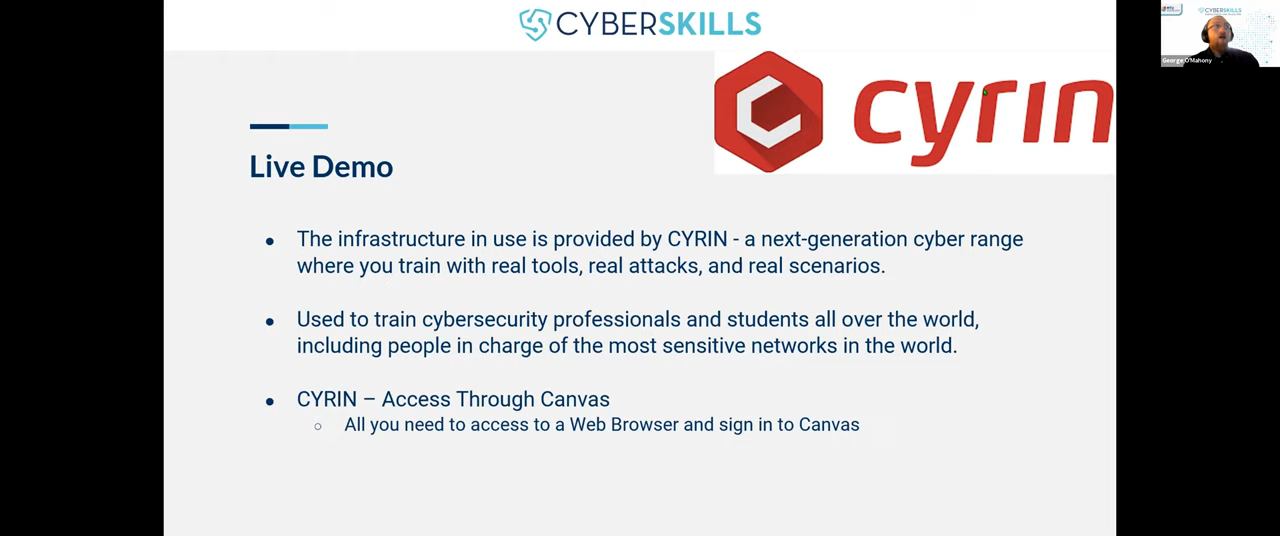 CYBERSKILLS
cyrin
Live Demo
The infrastructure in use is provided by CYRIN - a next-generation cyber range
where you train with real tools, real attacks, and real scenarios.
Used to train cybersecurity professionals and students all over the world,
including people in charge of the most sensitive networks in the world.
CYRIN – Access Through Canvas
All you need to access to a Web Browser and sign in to Canvas
CYBERSKILLS
George O'Mahony